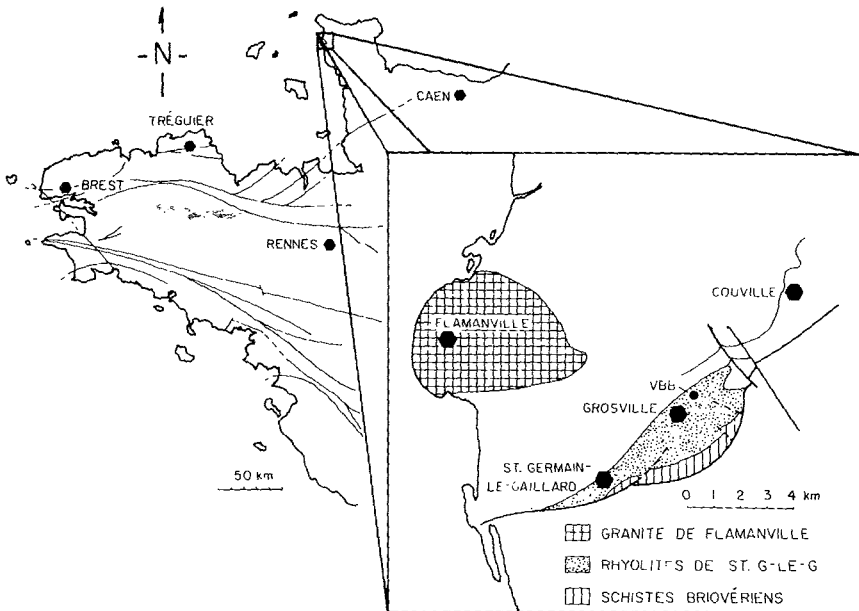 -N-
CAEN
TRÉGUIER
BREST
RENNES
50 km
COUVILLE
FLAMANVILLE
VBB
GROSVILLE
ST. GERMAIN-
LE-GAILLARD
0 1 2 3 4 km
GRANITE DE FLAMANVILLE
RHYOLITES DE ST. G-LE-G
SCHISTES BRIOVÉRIENS